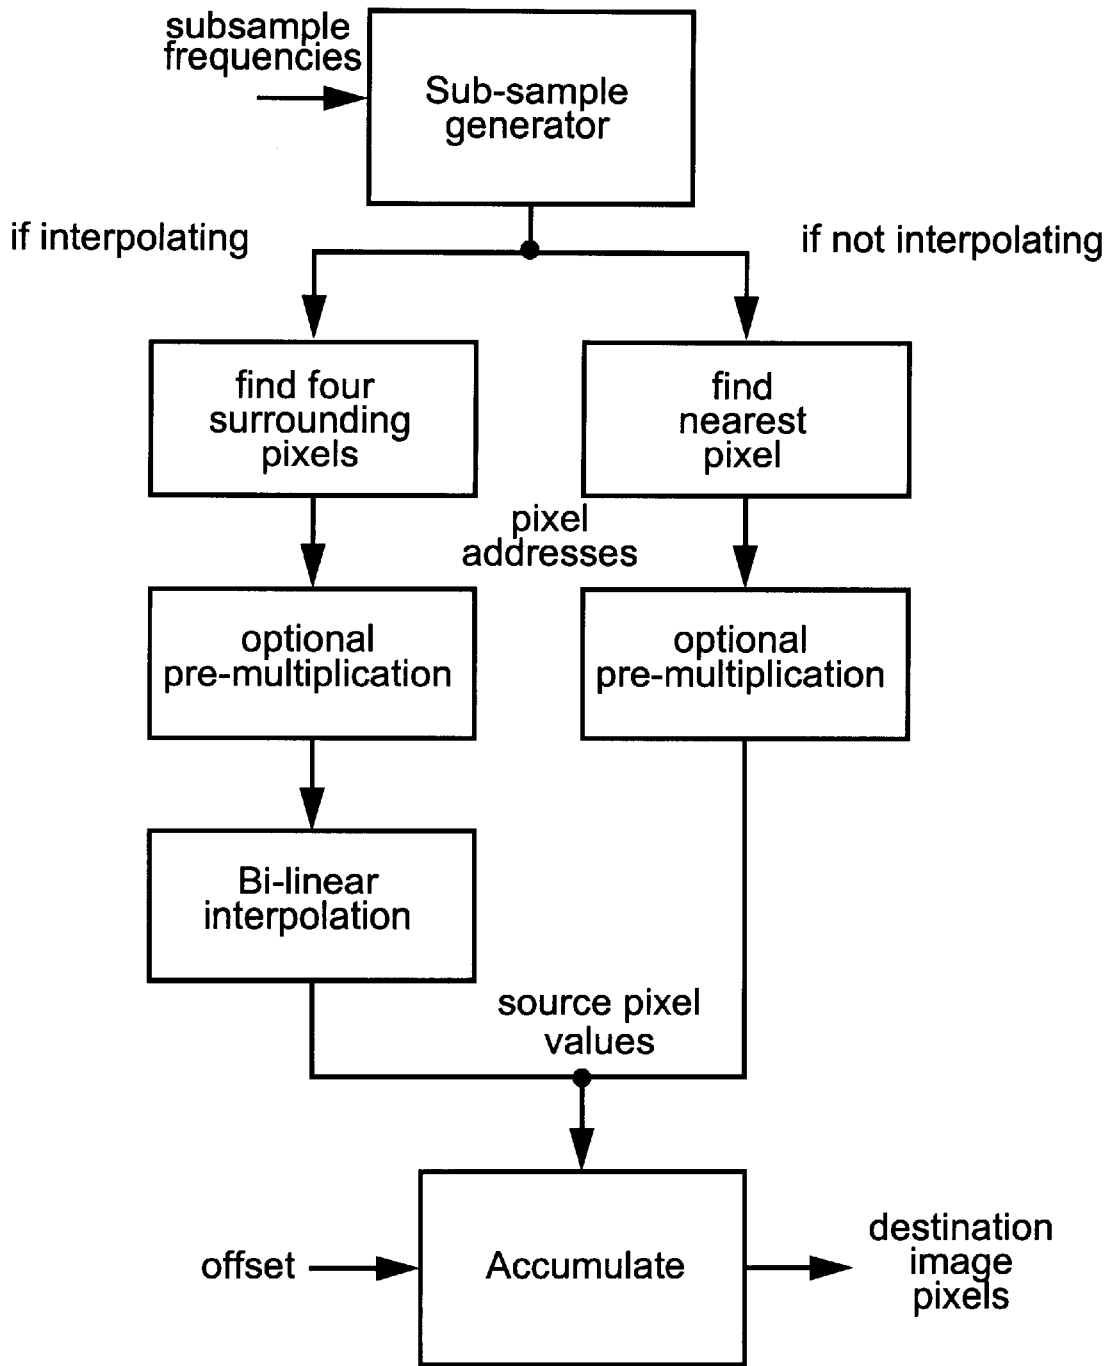 subsample
frequencies
Sub-sample
generator
if interpolating
if not interpolating
find four
surrounding
pixels
find
nearest
pixel
pixel
addresses
optional
pre-multiplication
optional
pre-multiplication
Bi-linear
interpolation
source pixel
values
offset
Accumulate
destination
image
pixels